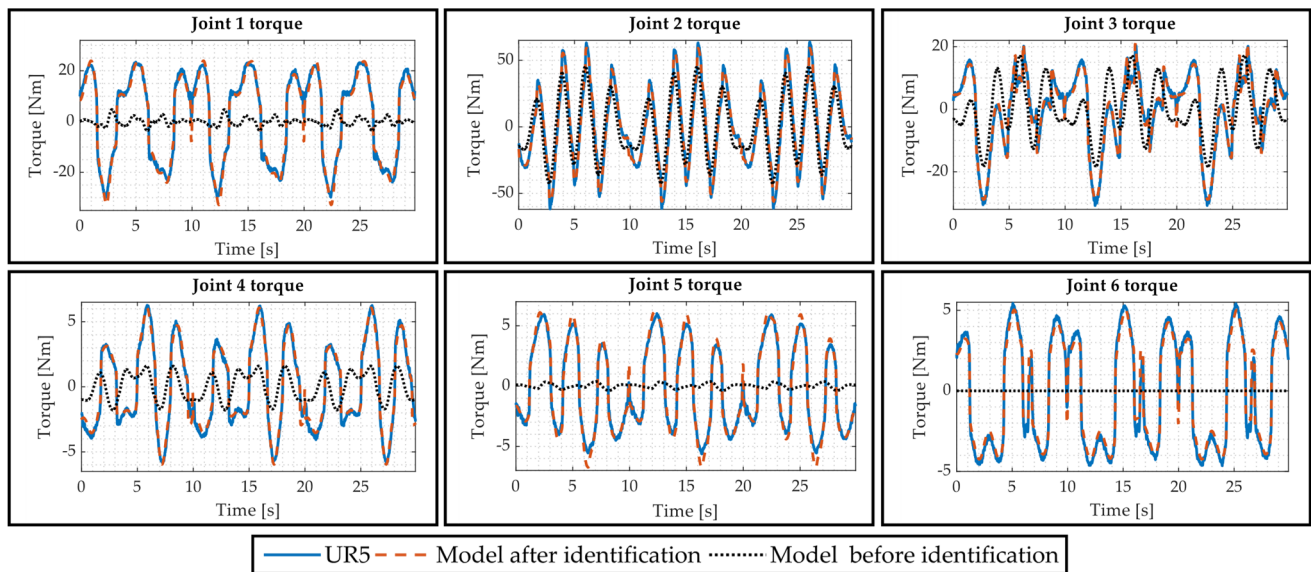 Joint 1 torque
Torque [Nm]
20
0
-20
0 5 10 15 20 25
Time [s]
Joint 2 torque
Torque [Nm]
50
0
-50
0 5 10 15 20 25
Time [s]
Joint 3 torque
Torque [Nm]
20
0
-20
0 5 10 15 20 25
Time [s]
Joint 4 torque
Torque [Nm]
5
0
-5
0 5 10 15 20 25
Time [s]
Joint 5 torque
Torque [Nm]
5
0
-5
0 5 10 15 20 25
Time [s]
Joint 6 torque
Torque [Nm]
5
0
-5
0 5 10 15 20 25
Time [s]
UR5 Model after identification Model before identification